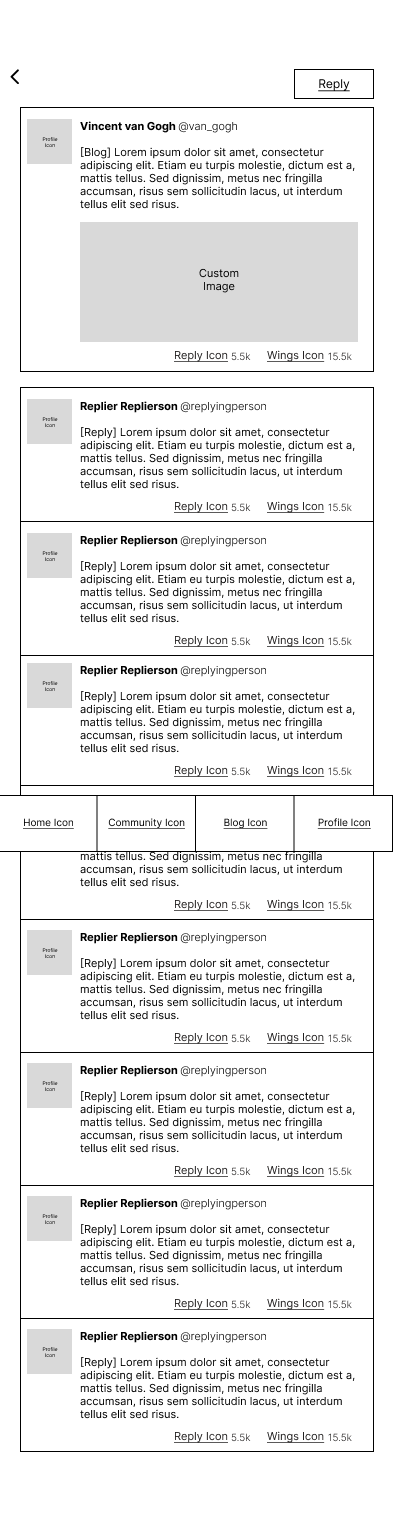 Reply
Profile
Icon
Vincent van Gogh @van_gogh
[Blog] Lorem ipsum dolor sit amet, consectetur
adipiscing elit. Etiam eu turpis molestie, dictum est a,
mattis tellus. Sed dignissim, metus nec fringilla
accumsan, risus sem sollicitudin lacus, ut interdum
tellus elit sed risus.
Custom
Image
Reply Icon 5.5k Wings Icon 15.5k
Profile
Icon
Replier Replierson @replyingperson
[Reply] Lorem ipsum dolor sit amet, consectetur
adipiscing elit. Etiam eu turpis molestie, dictum est a,
mattis tellus. Sed dignissim, metus nec fringilla
accumsan, risus sem sollicitudin lacus, ut interdum
tellus elit sed risus.
Reply Icon 5.5k Wings Icon 15.5k
Profile
Icon
Replier Replierson @replyingperson
[Reply] Lorem ipsum dolor sit amet, consectetur
adipiscing elit. Etiam eu turpis molestie, dictum est a,
mattis tellus. Sed dignissim, metus nec fringilla
accumsan, risus sem sollicitudin lacus, ut interdum
tellus elit sed risus.
Reply Icon 5.5k Wings Icon 15.5k
Profile
Icon
Replier Replierson @replyingperson
[Reply] Lorem ipsum dolor sit amet, consectetur
adipiscing elit. Etiam eu turpis molestie, dictum est a,
mattis tellus. Sed dignissim, metus nec fringilla
accumsan, risus sem sollicitudin lacus, ut interdum
tellus elit sed risus.
Reply Icon 5.5k Wings Icon 15.5k
Home Icon Community Icon Blog Icon Profile Icon
mattis tellus. Sed dignissim, metus nec fringilla
accumsan, risus sem sollicitudin lacus, ut interdum
tellus elit sed risus.
Reply Icon 5.5k Wings Icon 15.5k
Profile
Icon
Replier Replierson @replyingperson
[Reply] Lorem ipsum dolor sit amet, consectetur
adipiscing elit. Etiam eu turpis molestie, dictum est a,
mattis tellus. Sed dignissim, metus nec fringilla
accumsan, risus sem sollicitudin lacus, ut interdum
tellus elit sed risus.
Reply Icon 5.5k Wings Icon 15.5k
Profile
Icon
Replier Replierson @replyingperson
[Reply] Lorem ipsum dolor sit amet, consectetur
adipiscing elit. Etiam eu turpis molestie, dictum est a,
mattis tellus. Sed dignissim, metus nec fringilla
accumsan, risus sem sollicitudin lacus, ut interdum
tellus elit sed risus.
Reply Icon 5.5k Wings Icon 15.5k
Profile
Icon
Replier Replierson @replyingperson
[Reply] Lorem ipsum dolor sit amet, consectetur
adipiscing elit. Etiam eu turpis molestie, dictum est a,
mattis tellus. Sed dignissim, metus nec fringilla
accumsan, risus sem sollicitudin lacus, ut interdum
tellus elit sed risus.
Reply Icon 5.5k Wings Icon 15.5k
Profile
Icon
Replier Replierson @replyingperson
[Reply] Lorem ipsum dolor sit amet, consectetur
adipiscing elit. Etiam eu turpis molestie, dictum est a,
mattis tellus. Sed dignissim, metus nec fringilla
accumsan, risus sem sollicitudin lacus, ut interdum
tellus elit sed risus.
Reply Icon 5.5k Wings Icon 15.5k